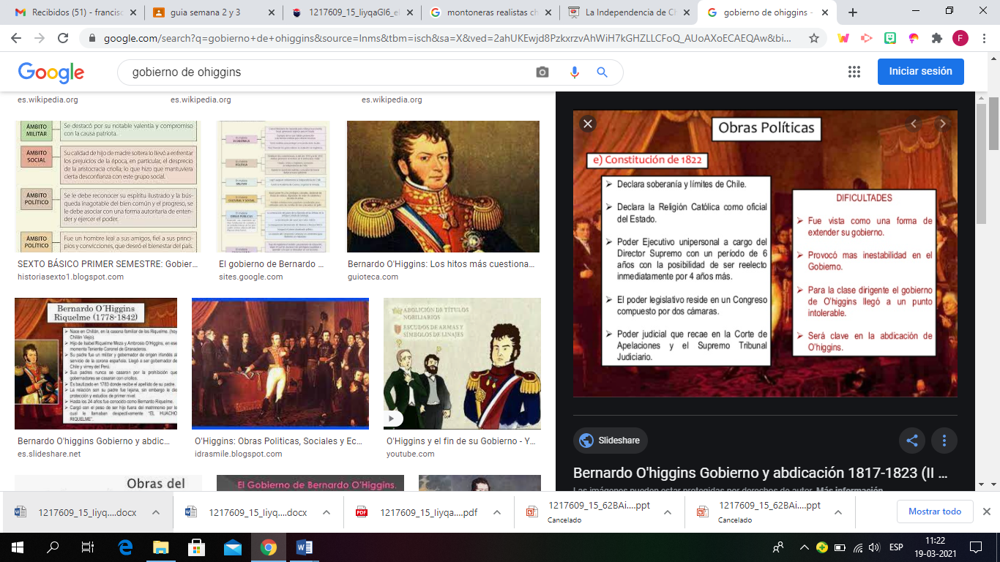 Recibidos (51) - francisc
guia semana 2 y 3
1217609_15_IiyqaGl6_el
montoneras realistas ch
La Independencia de Ch
gobierno de ohiggins -
google.com/search?q=gobierno+de+ohiggins&source=lnms&tbm=isch&sa=X&ved=2ahUKEwjd8PzkxrzvAhWiH7kGHZLLCFoQ_AUoAXoECAEQAw&bi...
F
Google
gobierno de ohiggins
Iniciar sesión
es.wikipedia.org
es.wikipedia.org
es.wikipedia.org
ÁMBITO MILITAR
Se destacó por su notable valentía y compromiso
con la causa patriota.
ÁMBITO SOCIAL
Su calidad de hijo de madre soltera lo llevó a enfrentar
los prejuicios de la época, en particular, el desprecio
de la aristocracia criolla, lo que hizo que mantuviera
cierta desconfianza con este grupo social.
ÁMBITO POLÍTICO
Se le debe reconocer su espíritu ilustrado y la bús-
queda inagotable del bien común y el progreso, se
le debe asociar con una forma autoritaria de enten-
der y ejercer el poder.
ÁMBITO POLÍTICO
Fue un hombre leal a sus amigos, fiel a sus princi-
pios y convicciones, que deseó el bienestar del país.
ECONÓMICO
POLÍTICA
MILITAR
CULTURAL Y SOCIAL
OBRAS PÚBLICAS
SEXTO BÁSICO PRIMER SEMESTRE: Gobier...
historiasexto1.blogspot.com
El gobierno de Bernardo ...
sites.google.com
Bernardo O'Higgins: Los hitos más cuestiona...
guioteca.com
Bernardo O´Higgins
Riquelme (1778-1842)
Nace en Chillán, en la casona familiar de los Riquelme. (hoy
Chillán Viejo).
Hijo de Isabel Riquelme Meza y Ambrosio O'Higgins, en ese
momento Teniente Coronel de Granaderos.
Su padre fue un militar y gobernador de origen irlandés al
servicio de la corona española. Llegó a ser gobernador de
Chile y virrey del Perú.
Sus padres nunca se casaron por la prohibición que
gobernadores se casaran con criollos.
Es bautizado en 1783 donde recibe el apellido de su padre.
La relación con su padre fue lejana, sin embargo le dio
protección y estudios de primer nivel.
Hasta los 24 años fue conocido como Bernardo Riquelme.
Cargó con el peso de ser hijo fuera del matrimonio por lo
cual le llamaban despectivamente "EL HUACHO
RIQUELME".
ABOLICIÓN DE TÍTULOS
NOBILIARIOS
ESCUDOS DE ARMAS Y
SÍMBOLOS DE LINAJES
Bernardo O'higgins Gobierno y abdic...
es.slideshare.net
O'Higgins: Obras Politicas, Sociales y Ec...
idrasmile.blogspot.com
O'Higgins y el fin de su Gobierno - Y...
youtube.com
Obras del
El Gobierno de Bernardo O'Higgins.
Obras Políticas
e) Constitución de 1822
Declara soberanía y límites de Chile.
Declara la Religión Católica como oficial
del Estado.
Poder Ejecutivo unipersonal a cargo del
Director Supremo con un período de 6
años con la posibilidad de ser reelecto
inmediatamente por 4 años más.
El poder legislativo reside en un Congreso
compuesto por dos cámaras.
Poder judicial que recae en la Corte de
Apelaciones y el Supremo Tribunal
Judiciario.
DIFICULTADES
Fue vista como una forma de
extender su gobierno.
Provocó mas inestabilidad en el
Gobierno.
Para la clase dirigente el gobierno
de O'higgins llegó a un punto
intolerable.
Será clave en la abdicación de
O'higgins.
Slideshare
Bernardo O'higgins Gobierno y abdicación 1817-1823 (II ...
Las imágenes pueden estar protegidas por derechos de autor. Más información
1217609_15_Iiyq....docx
1217609_15_Iiyq....docx
PDF
1217609_15_Iiyqa....pdf
1217609_15_62BAi....ppt
Cancelado
1217609_15_62BAi....ppt
Cancelado
Mostrar todo
ESP
11:22
19-03-2021